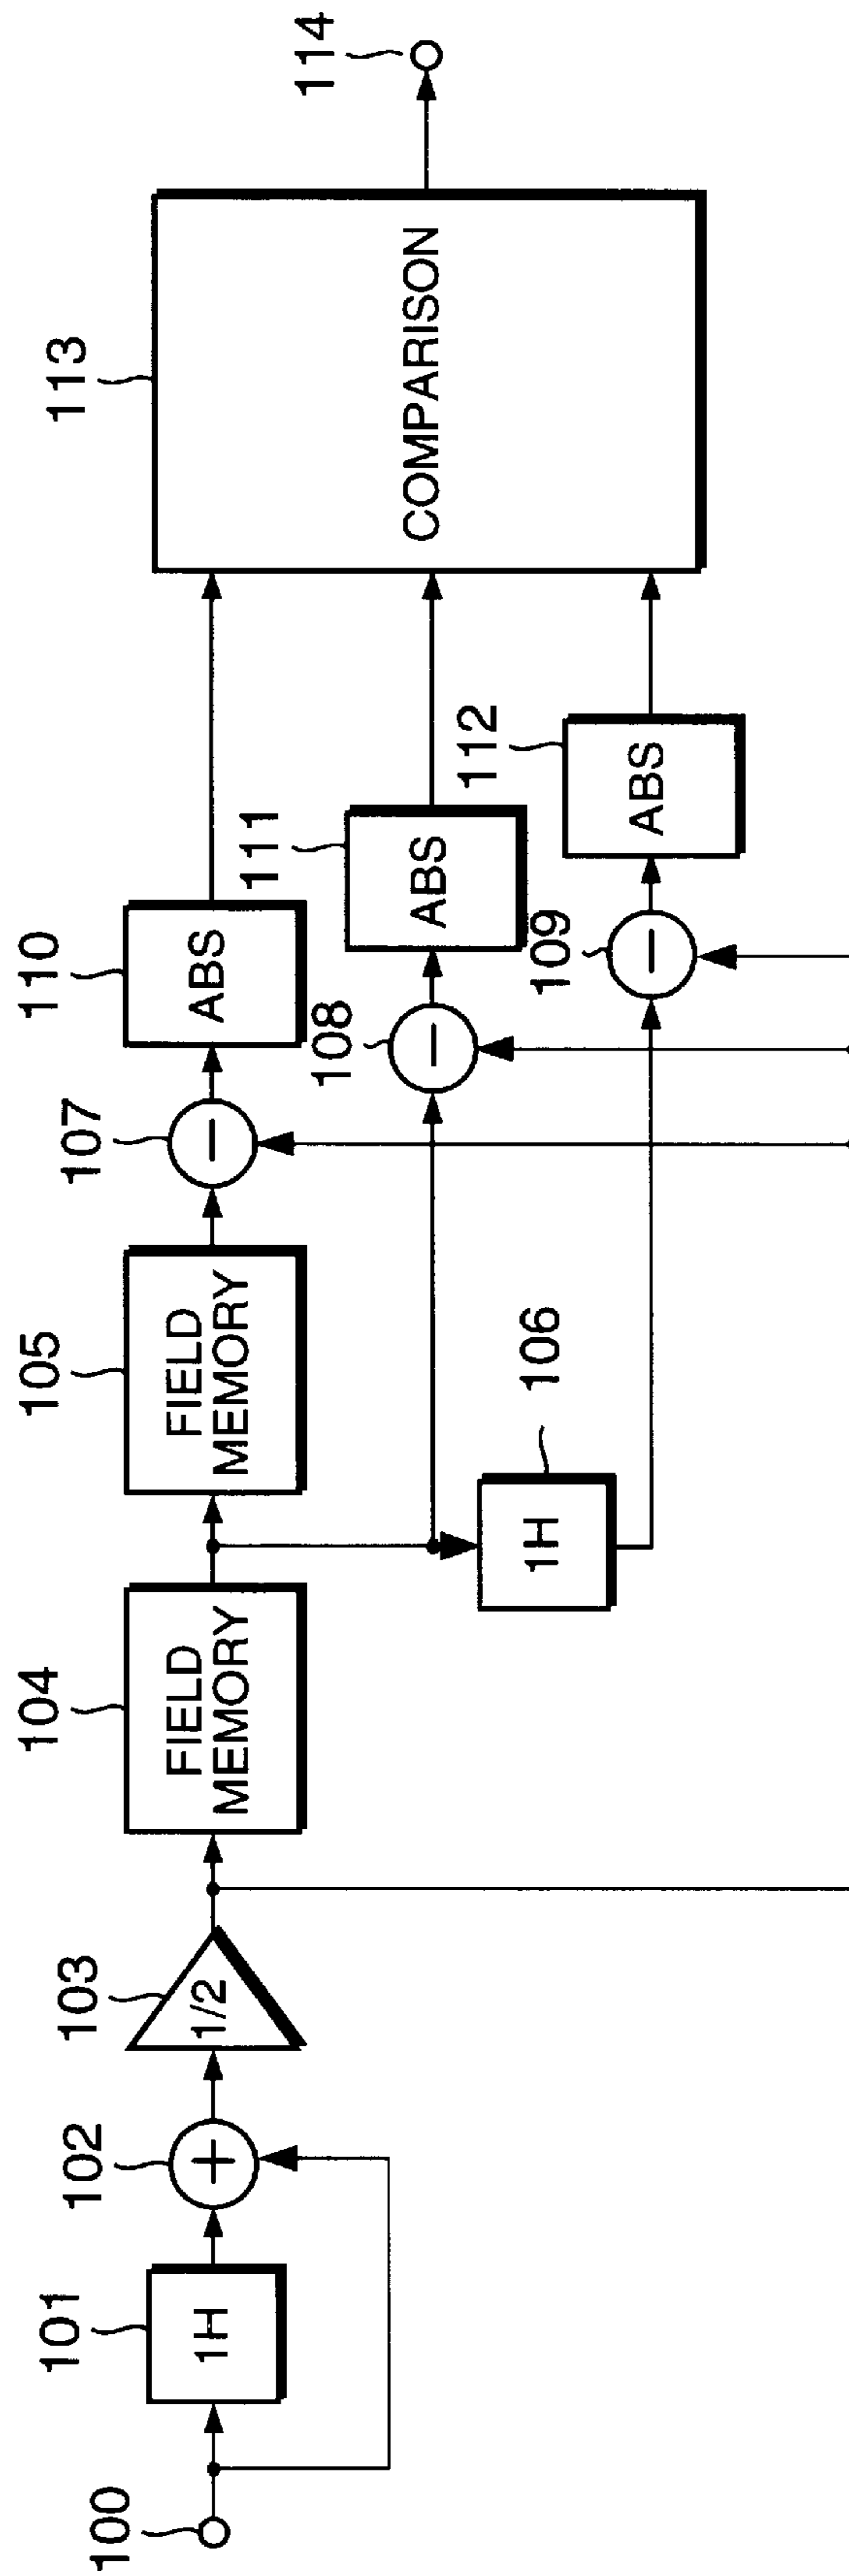 100
101
1H
102
+
103
1/2
104
FIELD
MEMORY
105
FIELD
MEMORY
106
1H
107
−
108
−
109
−
110
ABS
111
ABS
112
ABS
113
COMPARISON
114